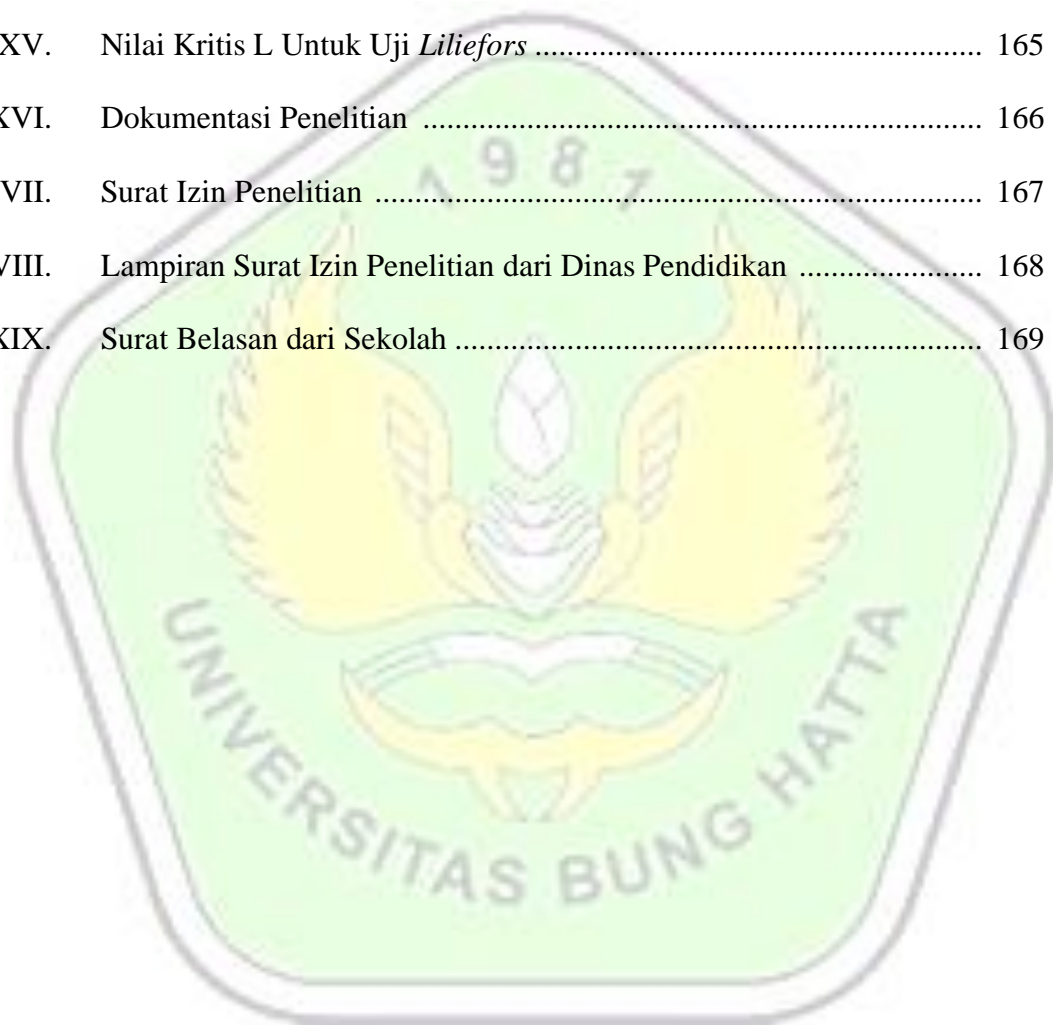 XV. Nilai Kritis L Untuk Uji Liliefors ........................................................ 165
XVI. Dokumentasi Penelitian ...................................................................... 166
VII. Surat Izin Penelitian ............................................................................ 167
VIII. Lampiran Surat Izin Penelitian dari Dinas Pendidikan ....................... 168
XIX. Surat Belasan dari Sekolah .................................................................. 169
1981
UNIVERSITAS BUNG HATTA